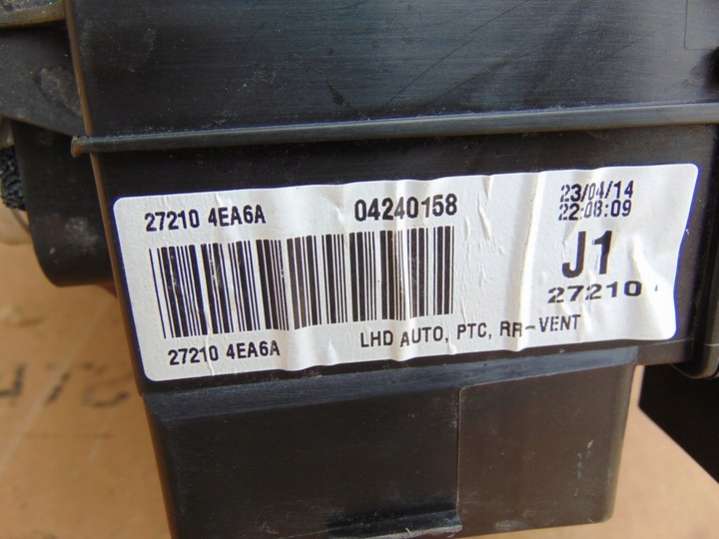 27210 4EA6A
04240158
27210 4EA6A
LHD AUTO, PTC, RR-VENT
23/04/14
22:08:09
J1
27210